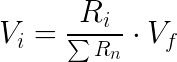 V_i = \frac{R_i}{\sum R_n} \cdot V_f